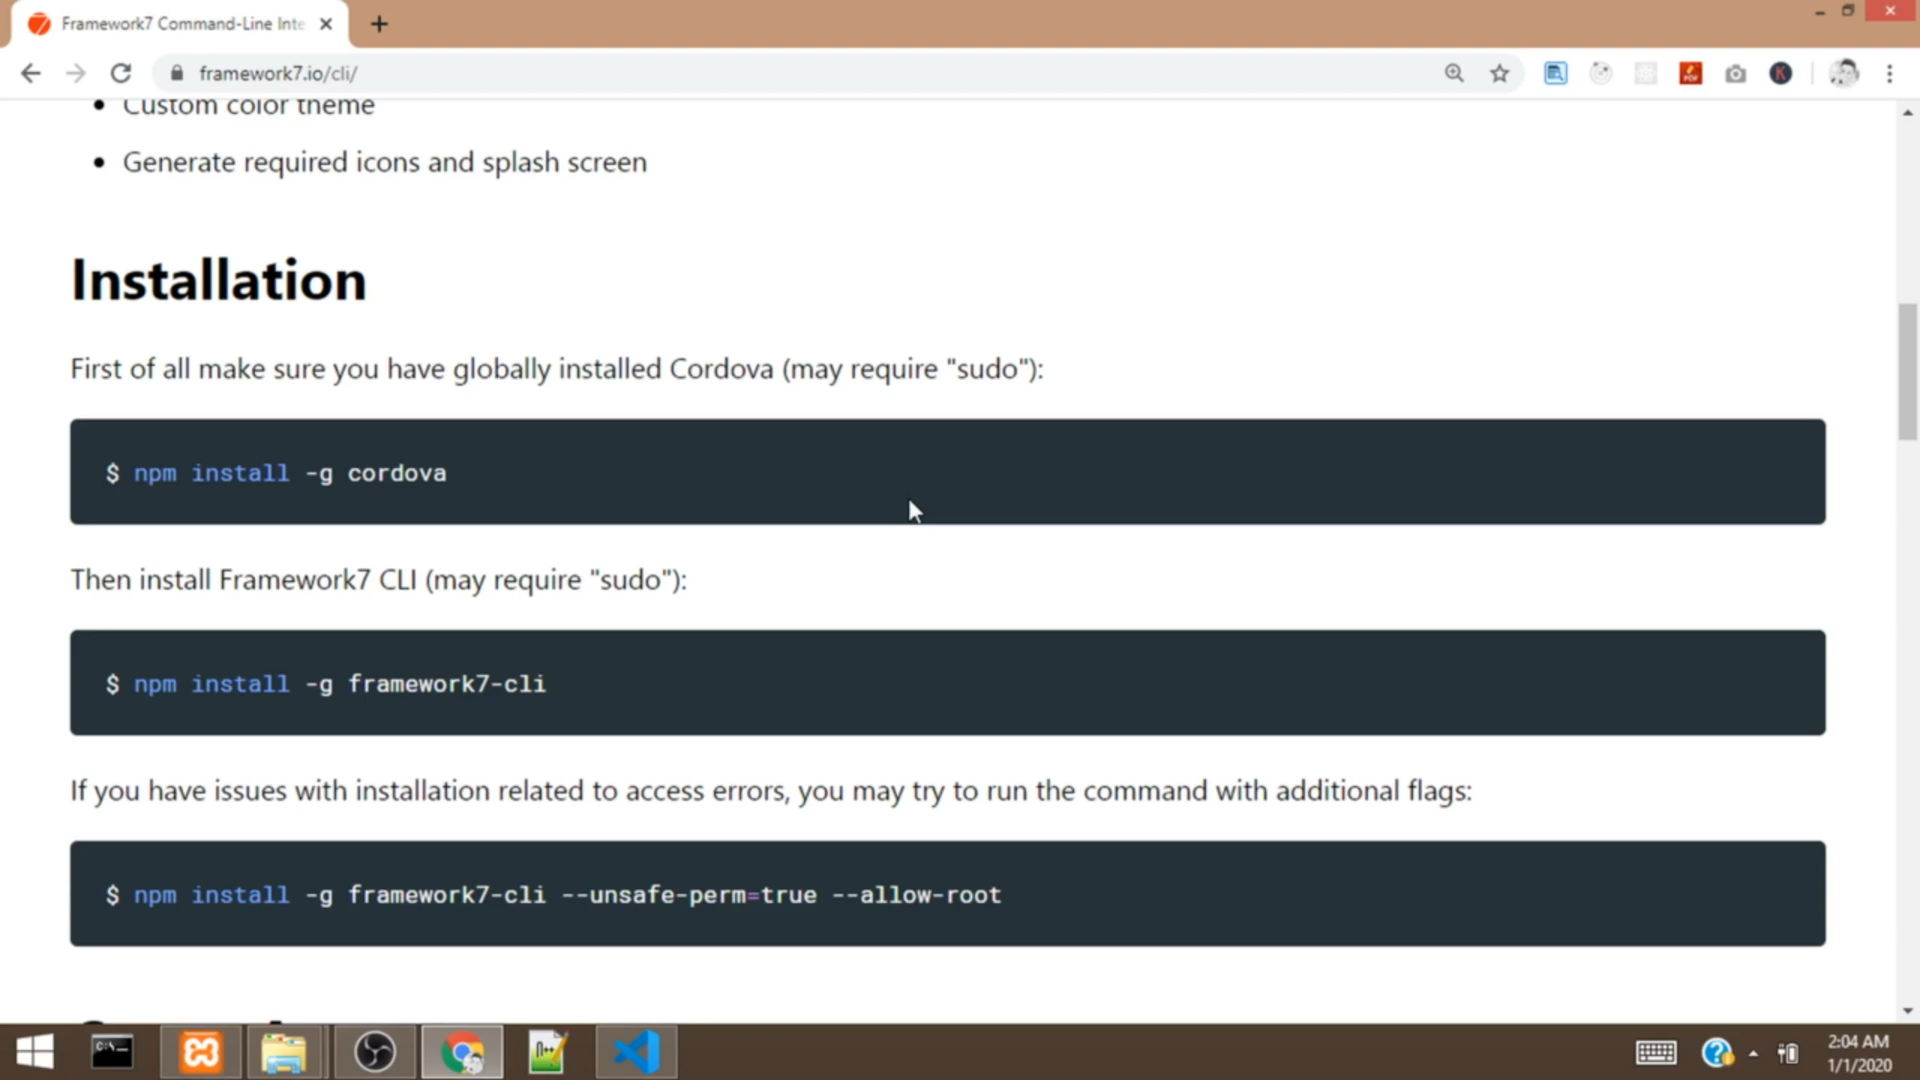 Framework7 Command-Line Inte
framework7.io/cli/
Custom color theme
Generate required icons and splash screen
Installation
First of all make sure you have globally installed Cordova (may require "sudo"):
$ npm install -g cordova
Then install Framework7 CLI (may require "sudo"):
$ npm install -g framework7-cli
If you have issues with installation related to access errors, you may try to run the command with additional flags:
$ npm install -g framework7-cli --unsafe-perm=true --allow-root
2:04 AM
1/1/2020